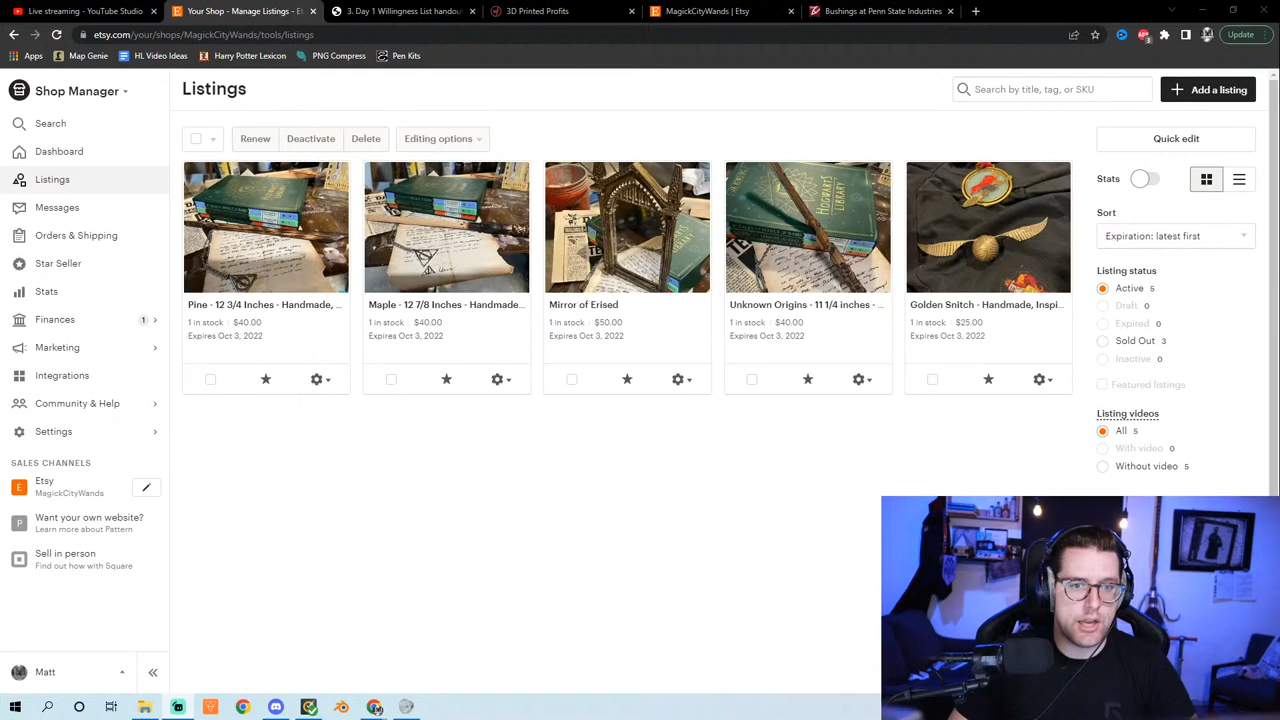 Live streaming - YouTube Studio
Your Shop - Manage Listings - Ets
3. Day 1 Willingness List handout
3D Printed Profits
MagickCityWands | Etsy
Bushings at Penn State Industries
etsy.com/your/shops/MagickCityWands/tools/listings
Update
Apps
Map Genie
HL Video Ideas
Harry Potter Lexicon
PNG Compress
Pen Kits
Shop Manager
Listings
Search by title, tag, or SKU
Add a listing
Search
Dashboard
Listings
Messages
Orders & Shipping
Star Seller
Stats
Finances 1
Marketing
Integrations
Community & Help
Settings
SALES CHANNELS
E
Etsy
MagickCityWands
P
Want your own website?
Learn more about Pattern
Sell in person
Find out how with Square
Matt
Renew
Deactivate
Delete
Editing options
HOGWARTS
LIBRARY
Pine - 12 3/4 Inches - Handmade, ...
1 in stock $40.00
Expires Oct 3, 2022
Maple - 12 7/8 Inches - Handmade...
1 in stock $40.00
Expires Oct 3, 2022
Mirror of Erised
1 in stock $50.00
Expires Oct 3, 2022
Unknown Origins - 11 1/4 inches - ...
1 in stock $40.00
Expires Oct 3, 2022
Golden Snitch - Handmade, Inspi...
1 in stock $25.00
Expires Oct 3, 2022
Quick edit
Stats
Sort
Expiration: latest first
Listing status
Active 5
Draft 0
Expired 0
Sold Out 3
Inactive 0
Featured listings
Listing videos
All 5
With video 0
Without video 5